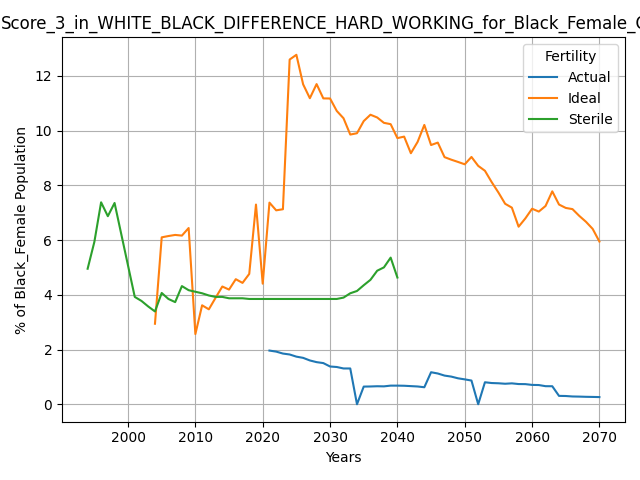 Score_3_in_WHITE_BLACK_DIFFERENCE_HARD_WORKING_for_Black_Female_
Fertility
Actual
Ideal
Sterile
% of Black_Female Population
12
10
8
6
4
2
0
2000 2010 2020 2030 2040 2050 2060 2070
Years